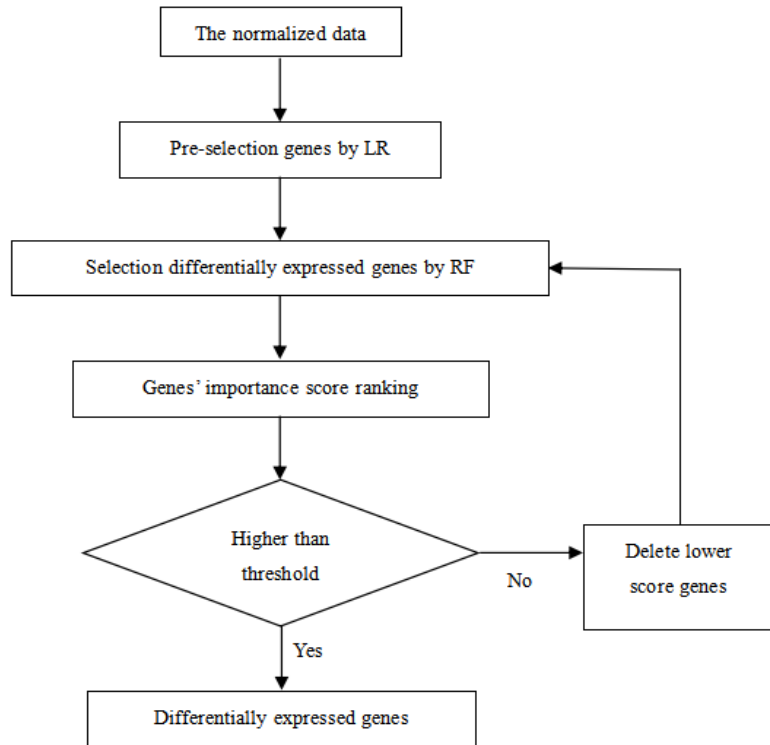 The normalized data
Pre-selection genes by LR
Selection differentially expressed genes by RF
Genes’ importance score ranking
Higher than
threshold
No
Delete lower
score genes
Yes
Differentially expressed genes